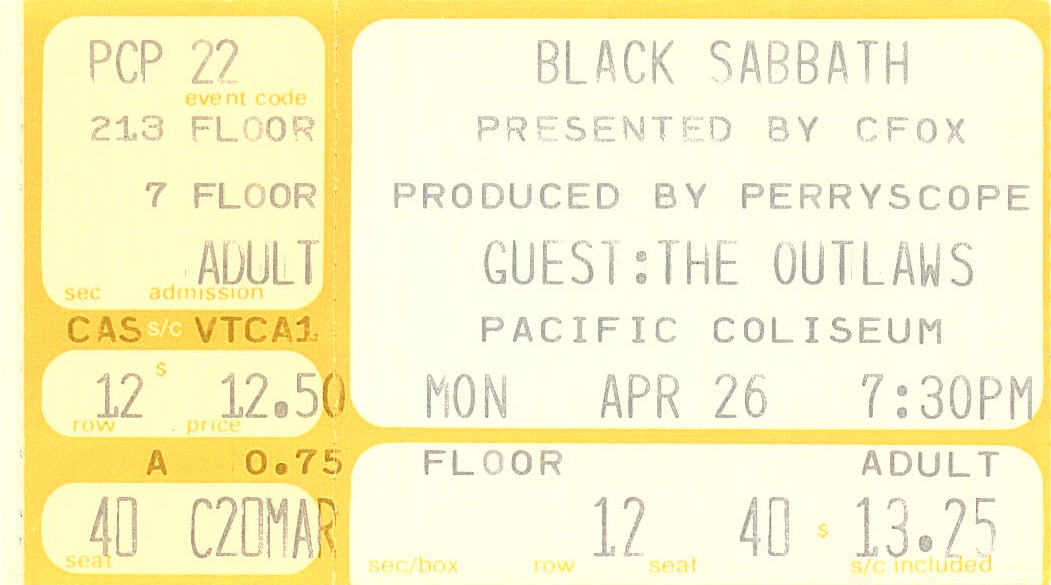 PCP 22
event code
213 FLOOR
7 FLOOR
ADULT
sec admission
CAS s/c VTCA1
$
12 12.50
row price
A 0.75
40 C20MAR
seat
BLACK SABBATH
PRESENTED BY CFOX
PRODUCED BY PERRYSCOPE
GUEST:THE OUTLAWS
PACIFIC COLISEUM
MON APR 26 7:30PM
FLOOR ADULT
12 40 $ 13.25
sec/box row seat s/c included